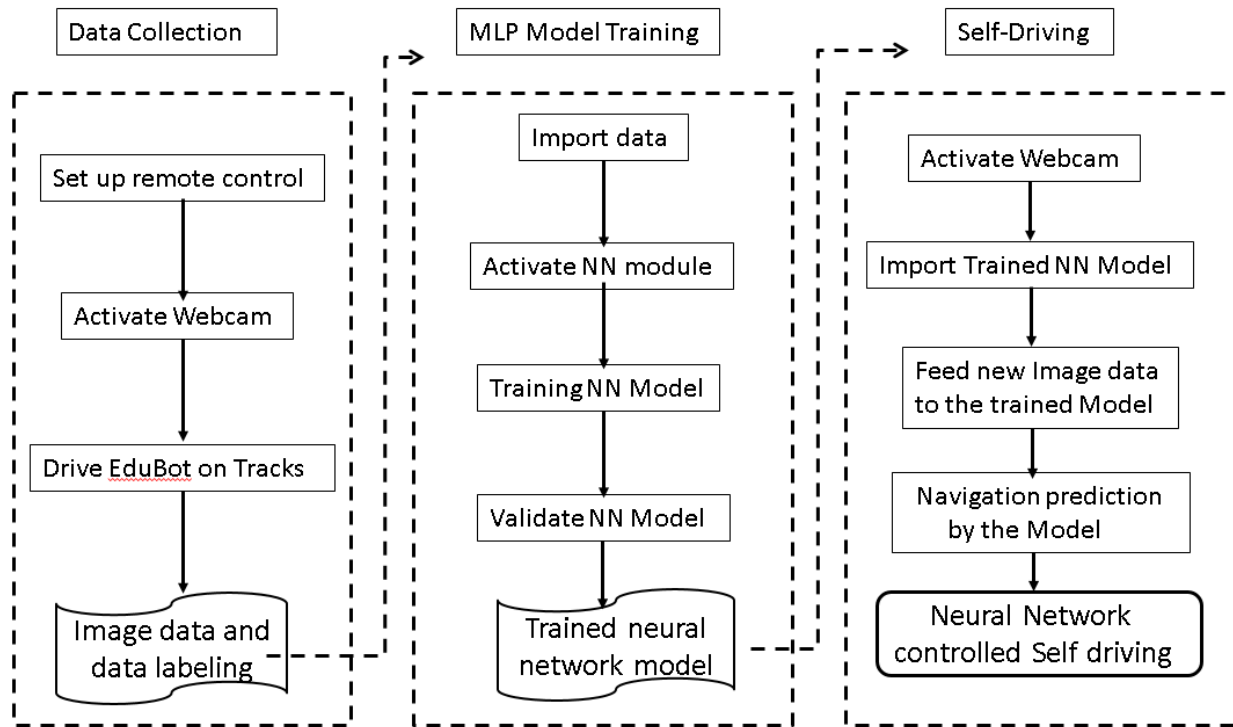 Data Collection
MLP Model Training
Self-Driving
Set up remote control
Activate Webcam
Drive EduBot on Tracks
Image data and
data labeling
Import data
Activate NN module
Training NN Model
Validate NN Model
Trained neural
network model
Activate Webcam
Import Trained NN Model
Feed new Image data
to the trained Model
Navigation prediction
by the Model
Neural Network
controlled Self driving